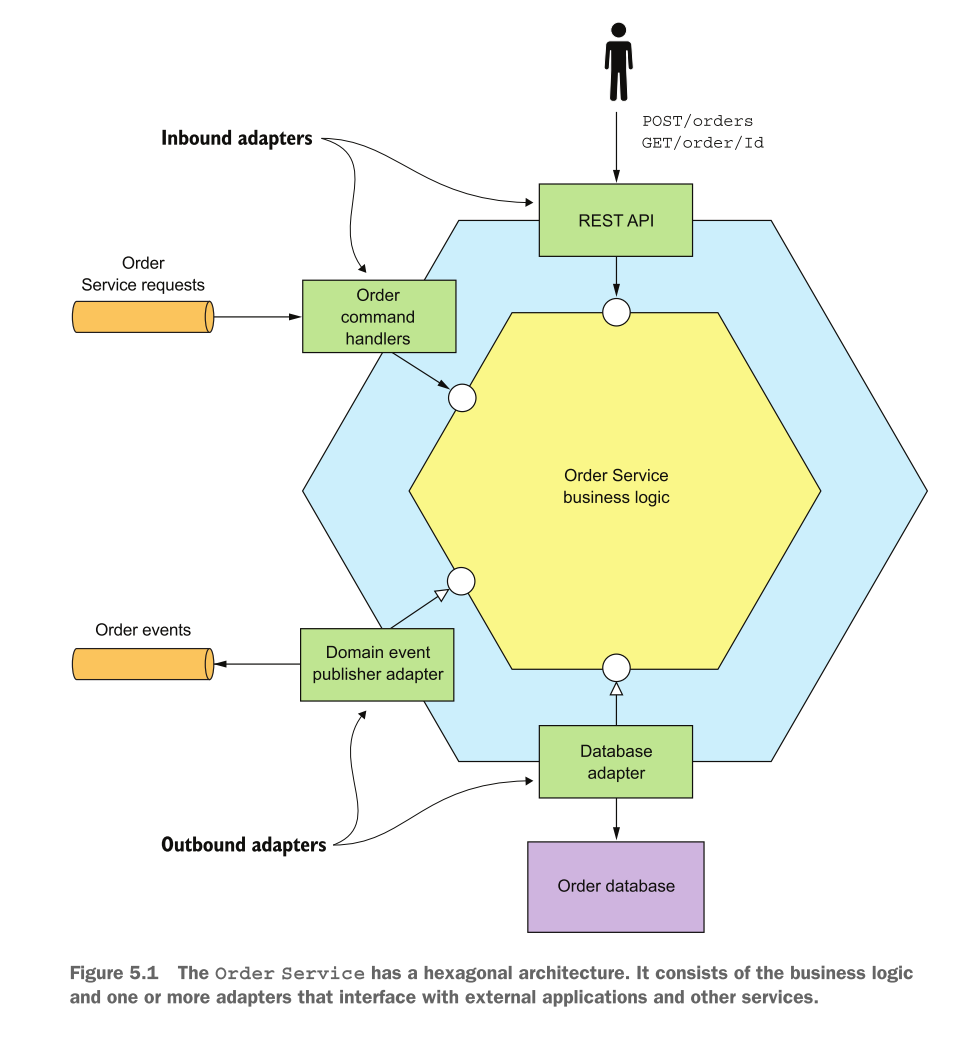 POST/orders
GET/order/Id
Inbound adapters
REST API
Order
Service requests
Order
command
handlers
Order Service
business logic
Order events
Domain event
publisher adapter
Database
adapter
Outbound adapters
Order database
Figure 5.1 The Order Service has a hexagonal architecture. It consists of the business logic
and one or more adapters that interface with external applications and other services.